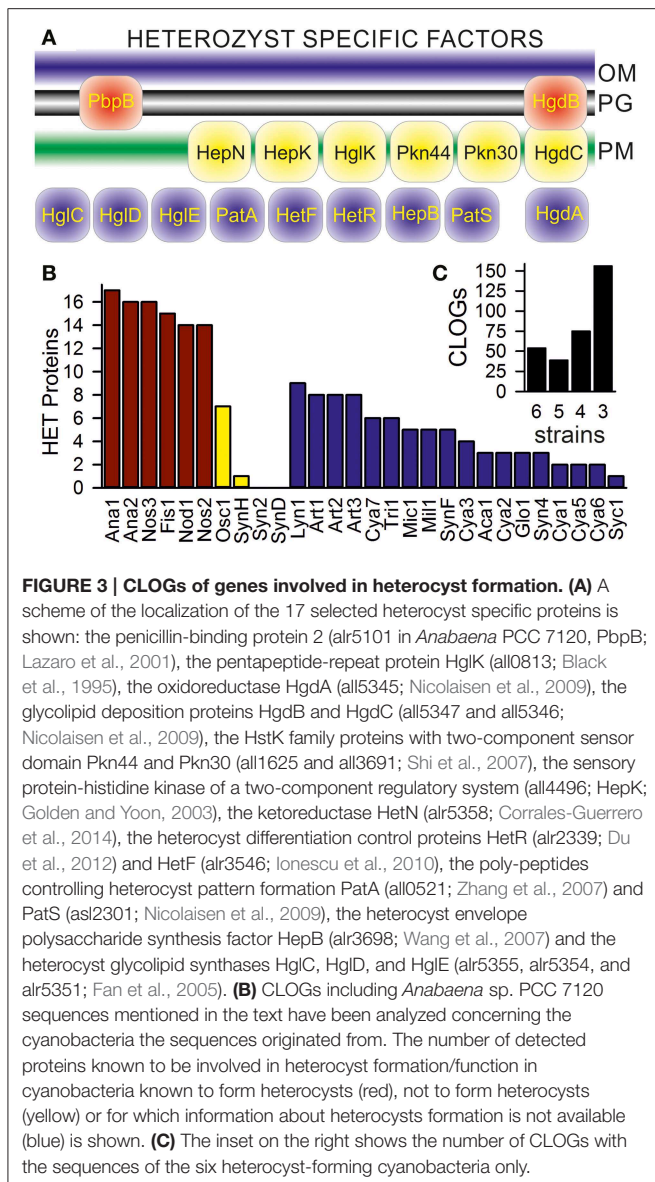 A HETEROZYST SPECIFIC FACTORS
OM
PbpB HgdB PG
HepN HepK HglK Pkn44 Pkn30 HgdC PM
HglC HglD HglE PatA HetF HetR HepB PatS HgdA
B
HET Proteins
16
14
12
10
8
6
4
2
0
Ana1 Ana2 Nos3 Fis1 Nod1 Nos2 Osc1 SynH Syn2 SynD Lyn1 Art1 Art2 Art3 Cya7 Tri1 Mic1 Mil1 SynF Cya3 Aca1 Cya2 Glo1 Syn4 Cya1 Cya5 Cya6 Syc1
C
CLOGs
150
125
100
75
50
25
0
6 5 4 3
strains
FIGURE 3 | CLOGs of genes involved in heterocyst formation. (A) A
scheme of the localization of the 17 selected heterocyst specific proteins is
shown: the penicillin-binding protein 2 (alr5101 in Anabaena PCC 7120, PbpB;
Lazaro et al., 2001), the pentapeptide-repeat protein HglK (all0813; Black
et al., 1995), the oxidoreductase HgdA (all5345; Nicolaisen et al., 2009), the
glycolipid deposition proteins HgdB and HgdC (all5347 and all5346;
Nicolaisen et al., 2009), the HstK family proteins with two-component sensor
domain Pkn44 and Pkn30 (all1625 and all3691; Shi et al., 2007), the sensory
protein-histidine kinase of a two-component regulatory system (all4496; HepK;
Golden and Yoon, 2003), the ketoreductase HetN (alr5358; Corrales-Guerrero
et al., 2014), the heterocyst differentiation control proteins HetR (alr2339; Du
et al., 2012) and HetF (alr3546; Ionescu et al., 2010), the poly-peptides
controlling heterocyst pattern formation PatA (all0521; Zhang et al., 2007) and
PatS (asl2301; Nicolaisen et al., 2009), the heterocyst envelope
polysaccharide synthesis factor HepB (alr3698; Wang et al., 2007) and the
heterocyst glycolipid synthases HglC, HglD, and HglE (alr5355, alr5354, and
alr5351; Fan et al., 2005). (B) CLOGs including Anabaena sp. PCC 7120
sequences mentioned in the text have been analyzed concerning the
cyanobacteria the sequences originated from. The number of detected
proteins known to be involved in heterocyst formation/function in
cyanobacteria known to form heterocysts (red), not to form heterocysts
(yellow) or for which information about heterocysts formation is not available
(blue) is shown. (C) The inset on the right shows the number of CLOGs with
the sequences of the six heterocyst-forming cyanobacteria only.